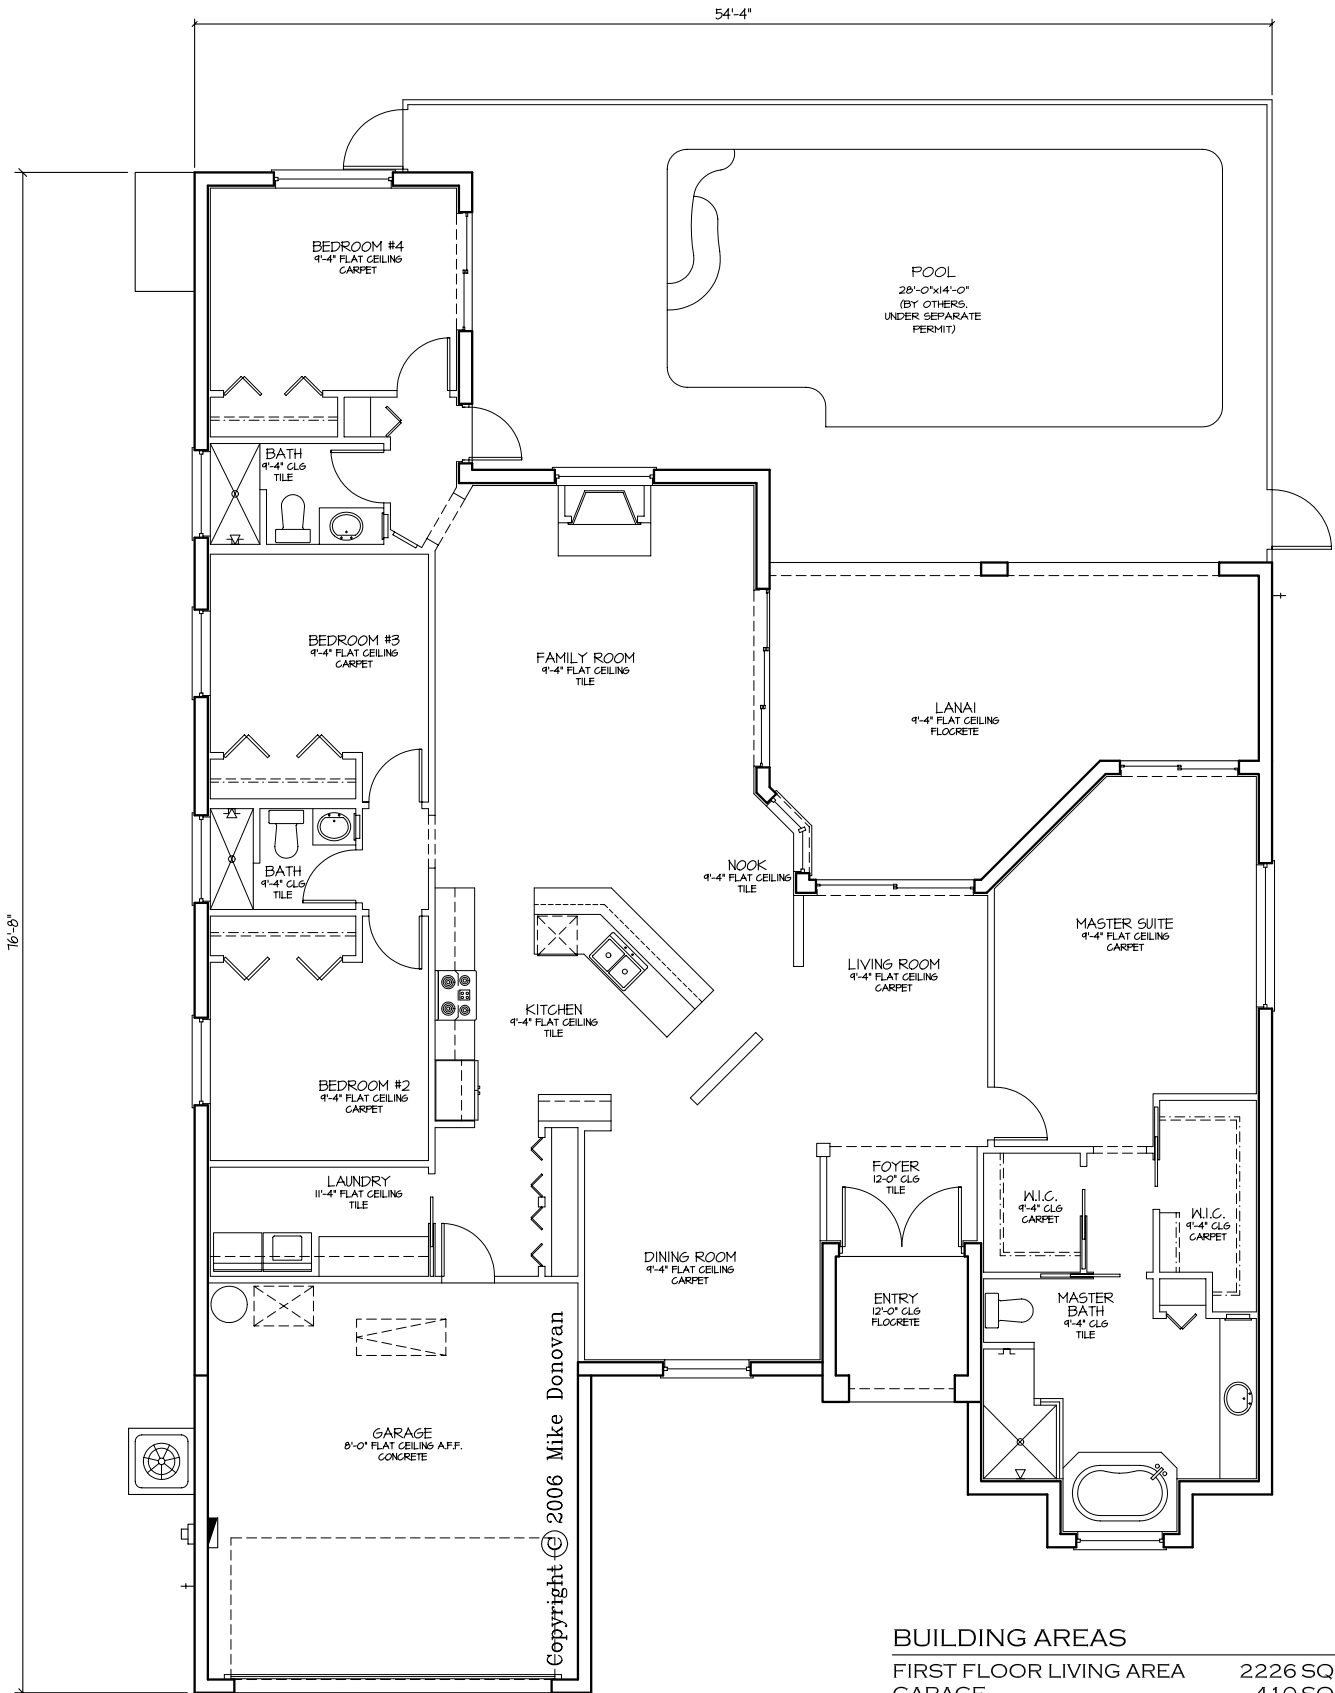 54'-4"
76'-8"
BEDROOM #4
9'-4" FLAT CEILING
CARPET
POOL
28'-0"x14'-0"
(BY OTHERS,
UNDER SEPARATE
PERMIT)
BATH
9'-4" CLG
TILE
BEDROOM #3
9'-4" FLAT CEILING
CARPET
FAMILY ROOM
9'-4" FLAT CEILING
TILE
LANAI
9'-4" FLAT CEILING
FLOCRETE
BATH
9'-4" CLG
TILE
NOOK
9'-4" FLAT CEILING
TILE
MASTER SUITE
9'-4" FLAT CEILING
CARPET
LIVING ROOM
9'-4" FLAT CEILING
CARPET
KITCHEN
9'-4" FLAT CEILING
TILE
BEDROOM #2
9'-4" FLAT CEILING
CARPET
LAUNDRY
11'-4" FLAT CEILING
TILE
FOYER
12-0" CLG
TILE
W.I.C.
9'-4" CLG
CARPET
W.I.C.
9'-4" CLG
CARPET
DINING ROOM
9'-4" FLAT CEILING
CARPET
ENTRY
12'-0" CLG
FLOCRETE
MASTER
BATH
9'-4" CLG
TILE
GARAGE
8'-0" FLAT CEILING A.F.F.
CONCRETE
Copyright © 2006 Mike Donovan
BUILDING AREAS
FIRST FLOOR LIVING AREA 2226 SQ
GARAGE 410 SQ